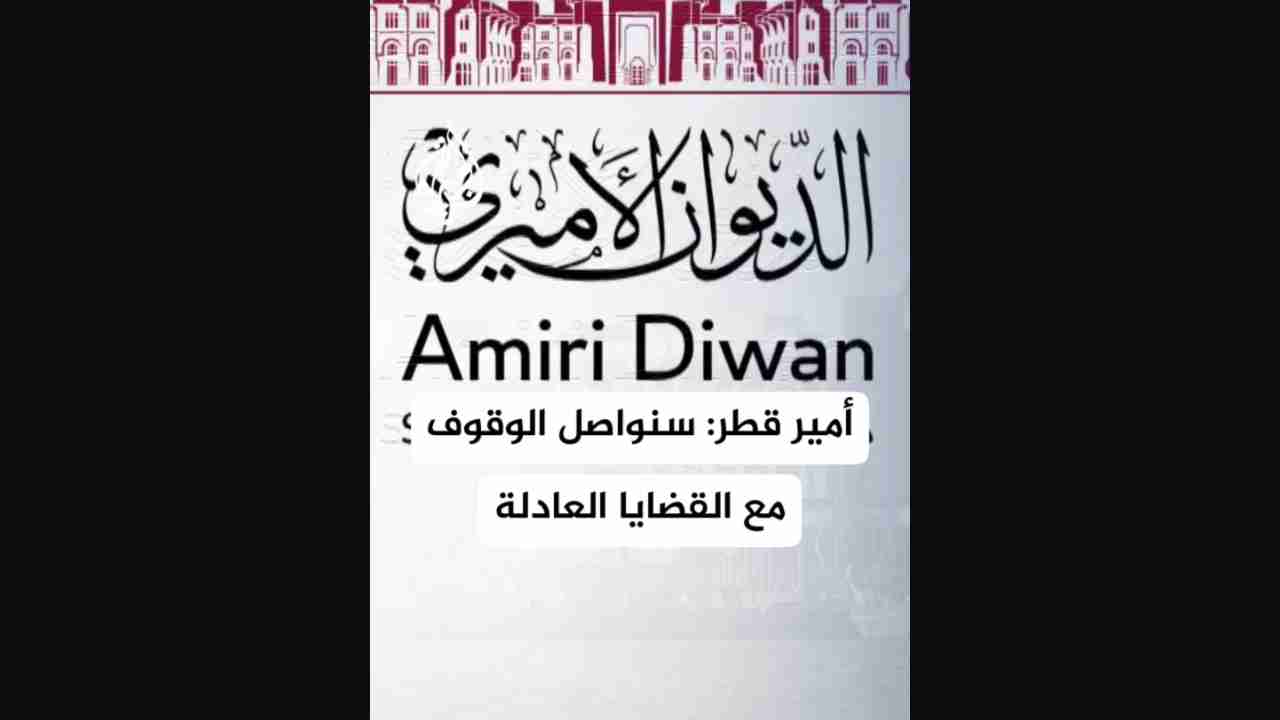 الديوان الأميري
Amiri Diwan
أمير قطر: سنواصل الوقوف
مع القضايا العادلة